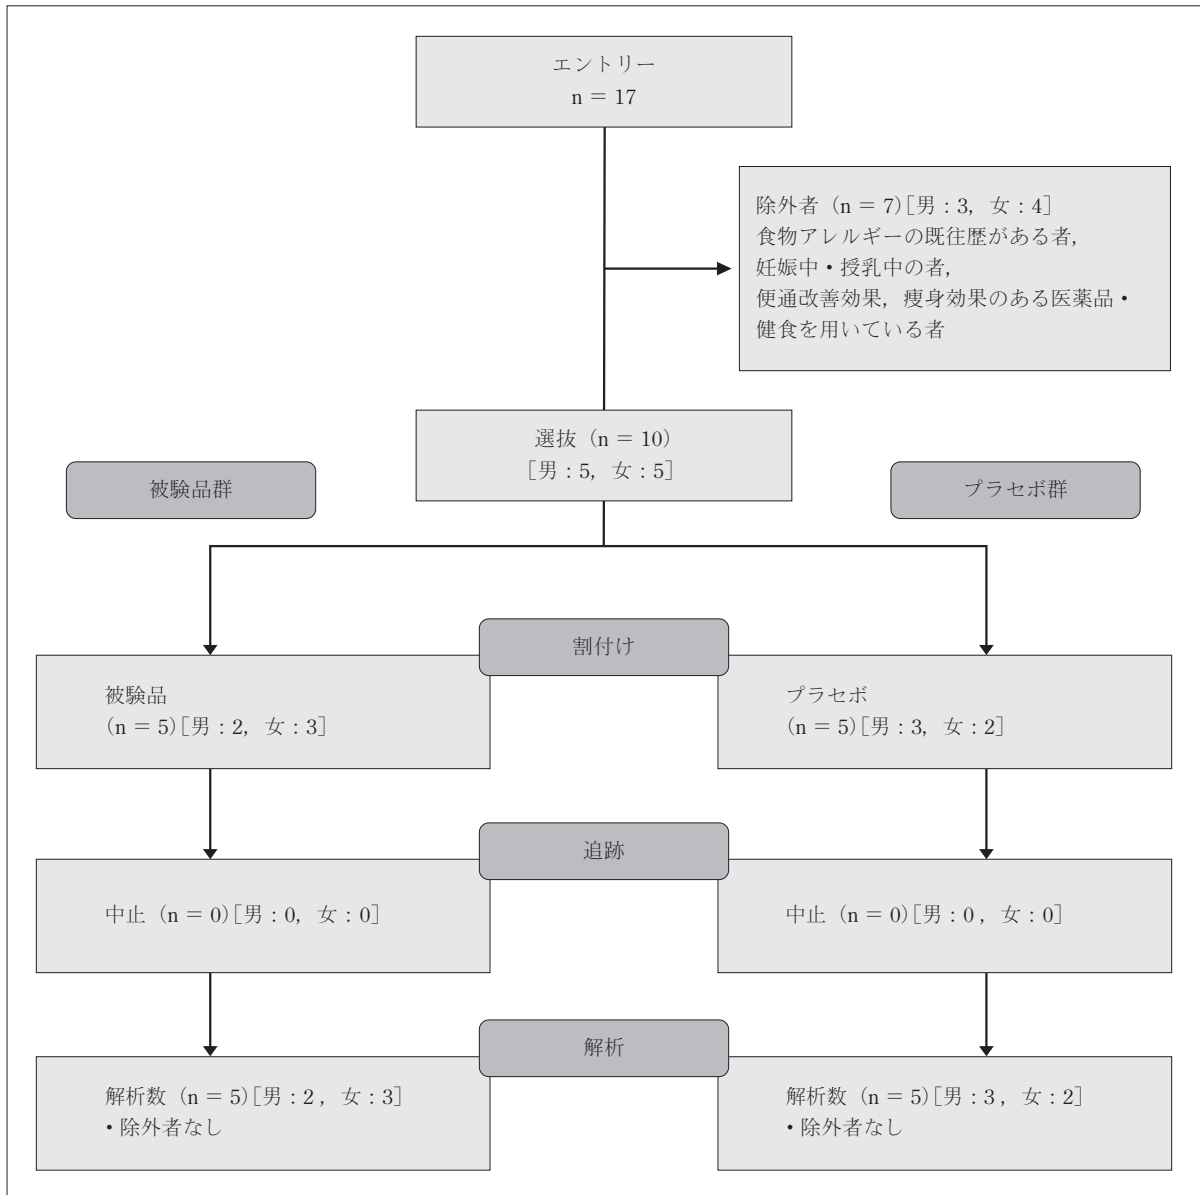 エントリー
n = 17
除外者（n = 7）[男：3，女：4]
食物アレルギーの既往歴がある者，
妊娠中・授乳中の者，
便通改善効果，痩身効果のある医薬品・
健食を用いている者
選抜（n = 10）
[男：5，女：5]
被験品群
プラセボ群
割付け
被験品
（n = 5）[男：2，女：3]
プラセボ
（n = 5）[男：3，女：2]
追跡
中止（n = 0）[男：0，女：0]
中止（n = 0）[男：0，女：0]
解析
解析数（n = 5）[男：2，女：3]
・除外者なし
解析数（n = 5）[男：3，女：2]
・除外者なし